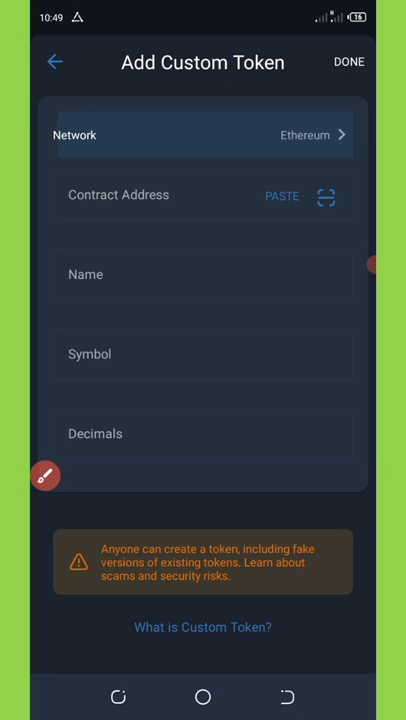 10:49
H
16
Add Custom Token
DONE
Network
Ethereum
Contract Address
PASTE
Name
Symbol
Decimals
Anyone can create a token, including fake
versions of existing tokens. Learn about
scams and security risks.
What is Custom Token?